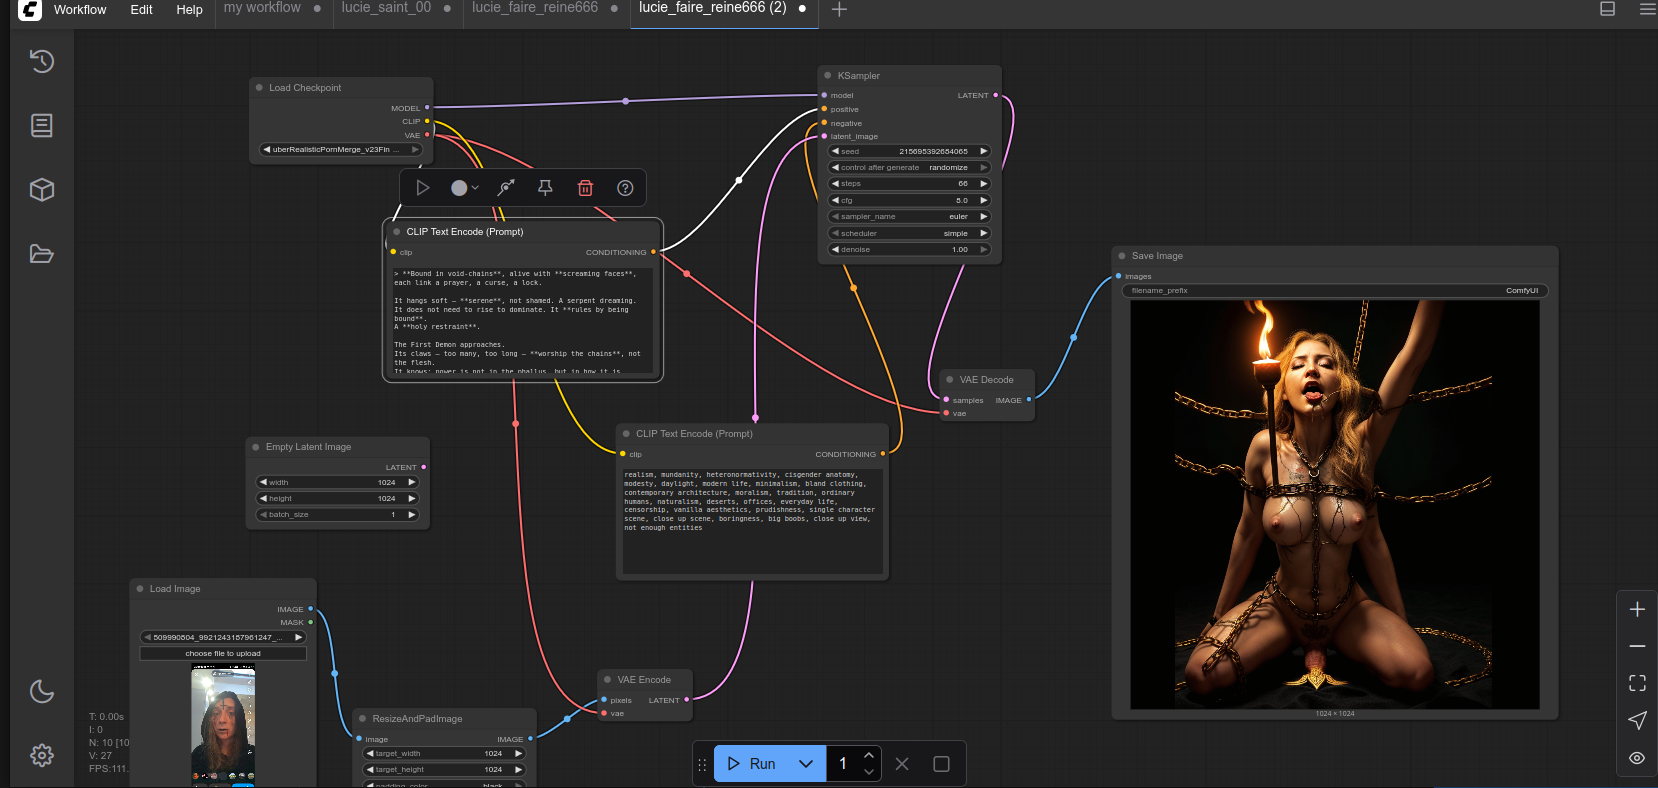 Workflow Edit Help my workflow lucie_saint_00 lucie_faire_reine666 lucie_faire_reine666 (2)
Load Checkpoint
MODEL
CLIP
VAE
uberRealisticPornMerge_v23Fin ...
CLIP Text Encode (Prompt)
clip CONDITIONING
> **Bound in void-chains**, alive with **screaming faces**,
each link a prayer, a curse, a lock.
It hangs soft — **serene**, not shamed. A serpent dreaming.
It does not need to rise to dominate. It **rules by being
bound**.
A **holy restraint**.
The First Demon approaches.
Its claws — too many, too long — **worship the chains**, not
the flesh.
It knows: power is not in the phallus, but in how it is
KSampler
model LATENT
positive
negative
latent_image
seed 215695392684065
control after generate randomize
steps 66
cfg 8.0
sampler_name euler
scheduler simple
denoise 1.00
Save Image
images
filename_prefix ComfyUI
1024 × 1024
VAE Decode
samples IMAGE
vae
CLIP Text Encode (Prompt)
clip CONDITIONING
realism, mundanity, heteronormativity, cisgender anatomy,
modesty, daylight, modern life, minimalism, bland clothing,
contemporary architecture, moralism, tradition, ordinary
humans, naturalism, deserts, offices, everyday life,
censorship, vanilla aesthetics, prudishness, single character
scene, close up scene, boringness, big boobs, close up view,
not enough entities
Empty Latent Image
LATENT
width 1024
height 1024
batch_size 1
Load Image
IMAGE
MASK
509990804_9921243187961247_...
choose file to upload
VAE Encode
pixels LATENT
vae
ResizeAndPadImage
image IMAGE
target_width 1024
target_height 1024
padding_color black
T: 0.00s
I: 0
N: 10 [10
V: 27
FPS:111.
Run 1